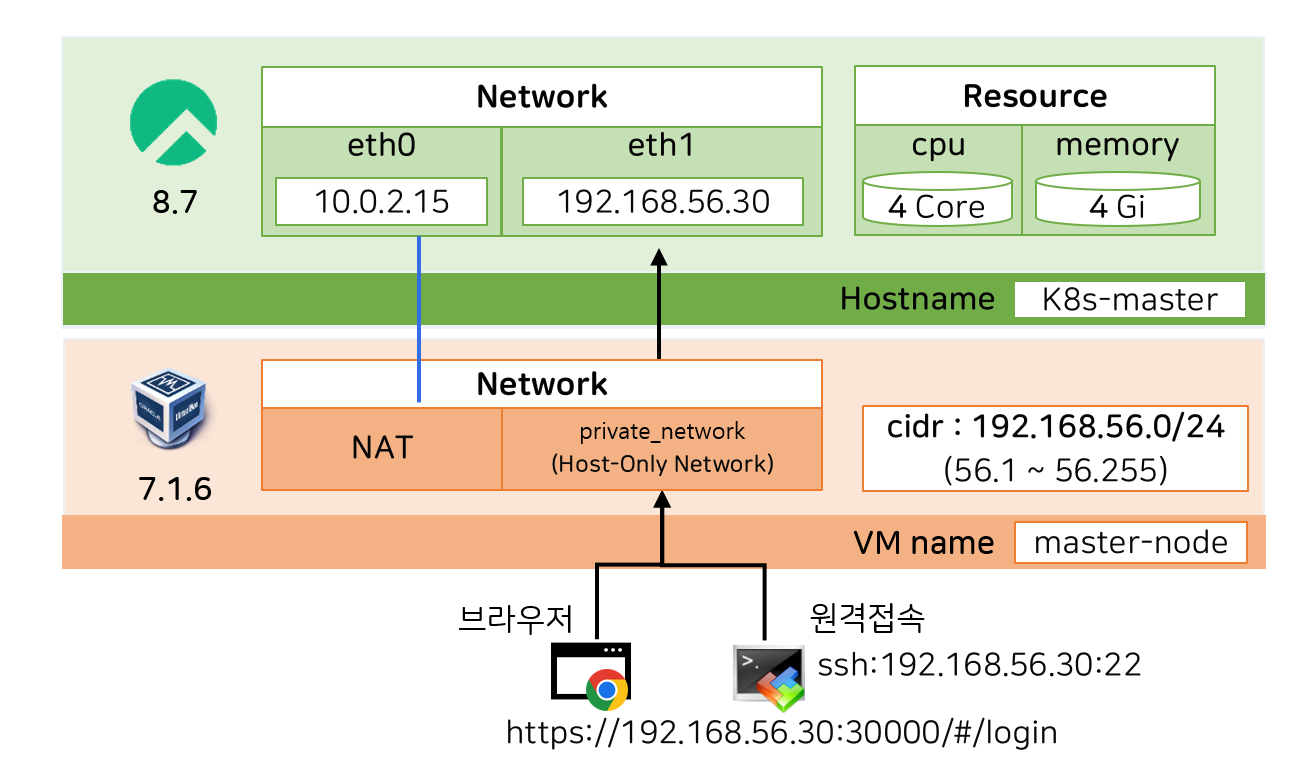 Network
Resource
eth0
eth1
cpu
memory
8.7
10.0.2.15
192.168.56.30
4 Core
4 Gi
Hostname
K8s-master
Network
NAT
private_network
(Host-Only Network)
cidr : 192.168.56.0/24
(56.1 ~ 56.255)
7.1.6
VM name
master-node
브라우저
원격접속
ssh:192.168.56.30:22
https://192.168.56.30:30000/#/login